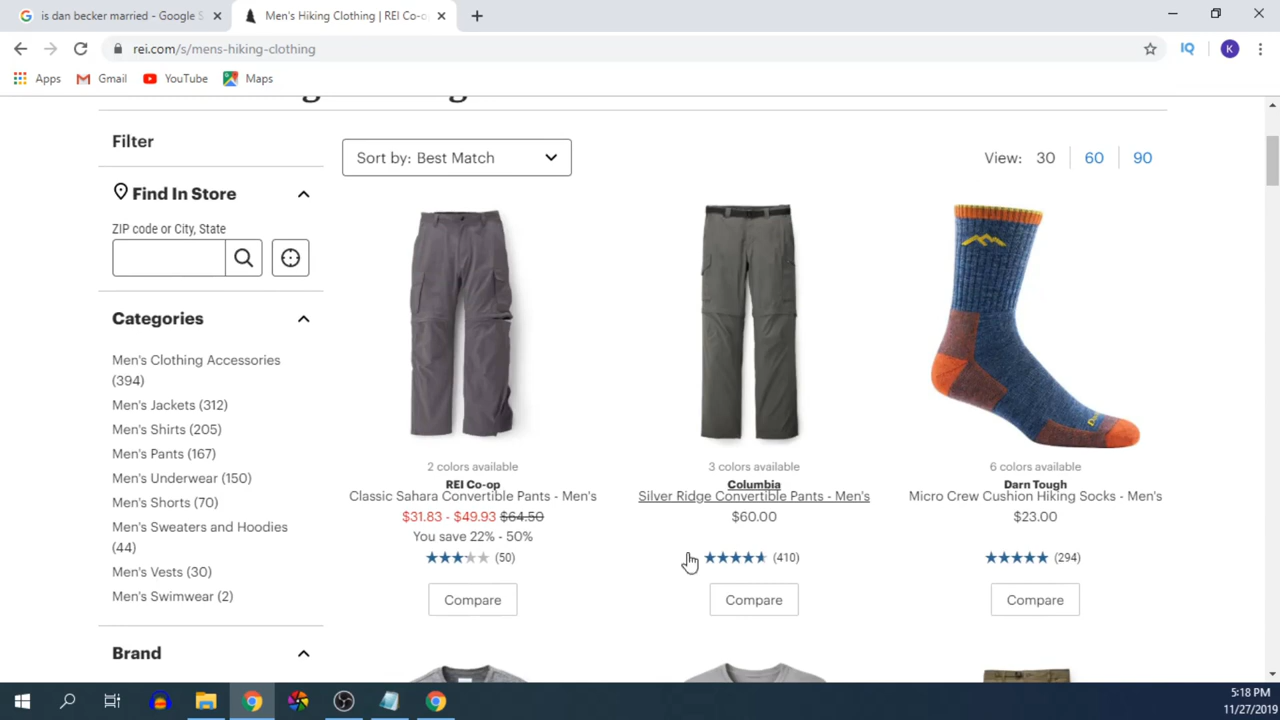 is dan becker married - Google S
Men's Hiking Clothing | REI Co-o
rei.com/s/mens-hiking-clothing
IQ
K
Apps
Gmail
YouTube
Maps
Filter
Sort by: Best Match
View: 30 60 90
Find In Store
ZIP code or City, State
Categories
Men's Clothing Accessories
(394)
Men's Jackets (312)
Men's Shirts (205)
Men's Pants (167)
Men's Underwear (150)
Men's Shorts (70)
Men's Sweaters and Hoodies
(44)
Men's Vests (30)
Men's Swimwear (2)
Brand
2 colors available
REI Co-op
Classic Sahara Convertible Pants - Men's
$31.83 - $49.93 $64.50
You save 22% - 50%
(50)
Compare
3 colors available
Columbia
Silver Ridge Convertible Pants - Men's
$60.00
(410)
Compare
6 colors available
Darn Tough
Micro Crew Cushion Hiking Socks - Men's
$23.00
(294)
Compare
5:18 PM
11/27/2019